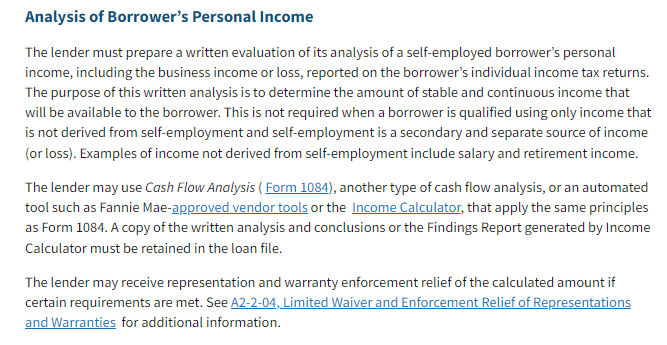 Analysis of Borrower’s Personal Income
The lender must prepare a written evaluation of its analysis of a self-employed borrower’s personal
income, including the business income or loss, reported on the borrower’s individual income tax returns.
The purpose of this written analysis is to determine the amount of stable and continuous income that
will be available to the borrower. This is not required when a borrower is qualified using only income that
is not derived from self-employment and self-employment is a secondary and separate source of income
(or loss). Examples of income not derived from self-employment include salary and retirement income.
The lender may use Cash Flow Analysis ( Form 1084), another type of cash flow analysis, or an automated
tool such as Fannie Mae-approved vendor tools or the Income Calculator, that apply the same principles
as Form 1084. A copy of the written analysis and conclusions or the Findings Report generated by Income
Calculator must be retained in the loan file.
The lender may receive representation and warranty enforcement relief of the calculated amount if
certain requirements are met. See A2-2-04, Limited Waiver and Enforcement Relief of Representations
and Warranties for additional information.